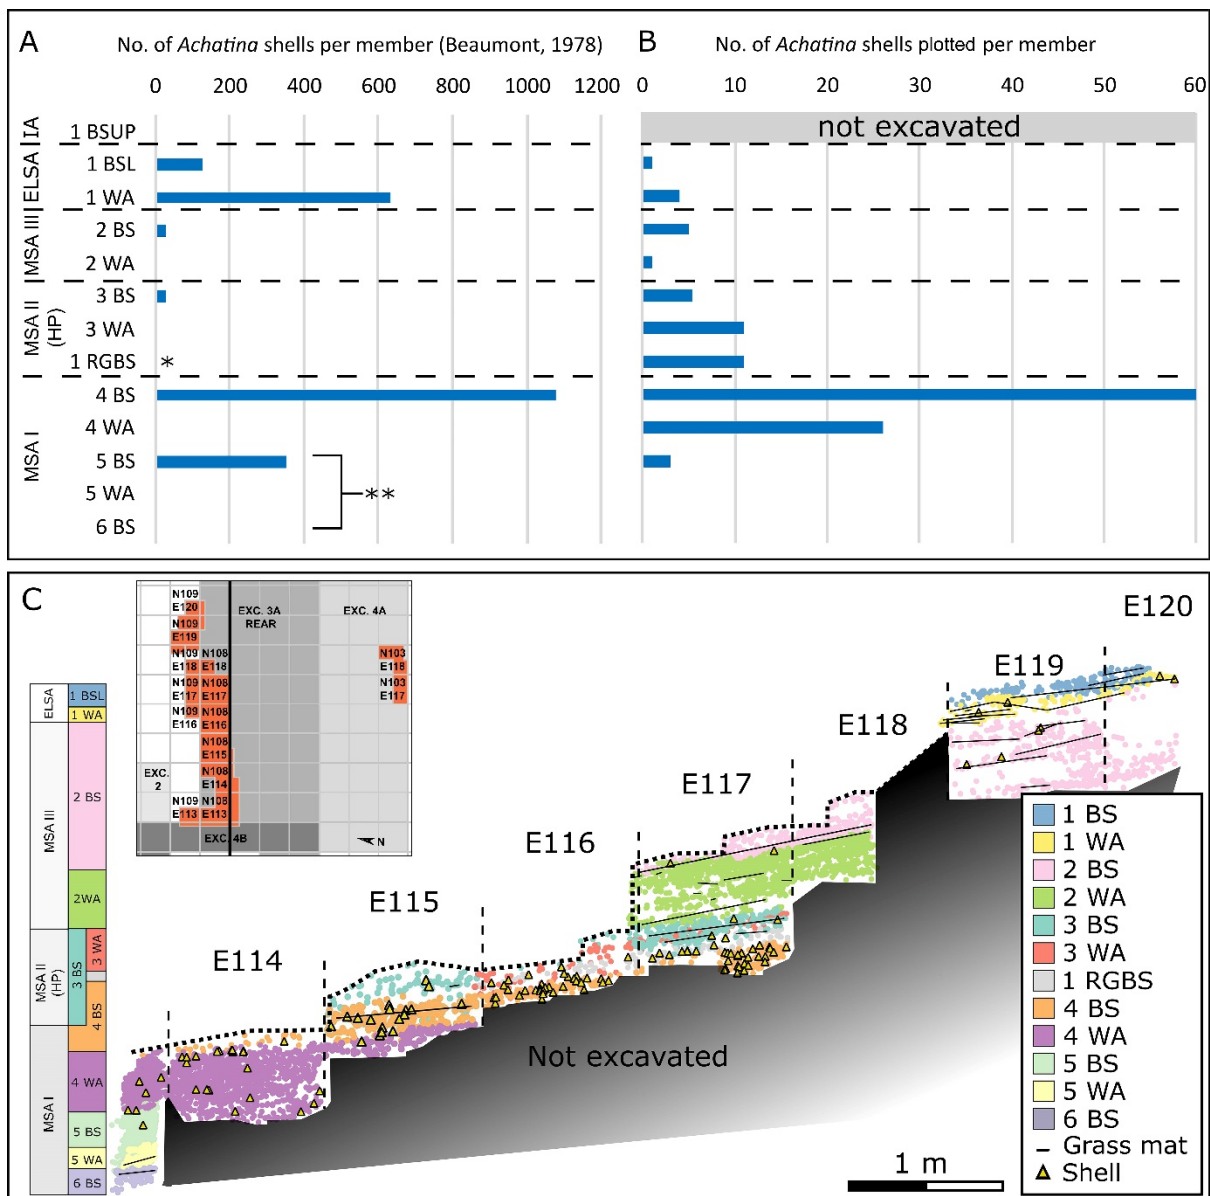 A
No. of Achatina shells per member (Beaumont, 1978)
0 200 400 600 800 1000 1200
IA
1 BSUP
ELSA
1 BSL
1 WA
MSA III
2 BS
2 WA
MSA II
(HP)
3 BS
3 WA
1 RGBS *
MSA I
4 BS
4 WA
5 BS
5 WA **
6 BS
B
No. of Achatina shells plotted per member
0 10 20 30 40 50 60
not excavated
C
N109
E120
N109
E119
N109 N108
E118 E118
N109 N108
E117 E117
N109 N108
E116 E116
N108
E115
N108
E114
N109 N108
E113 E113
EXC. 3A
REAR
EXC. 4A
N103
E118
N103
E117
EXC.
2
EXC. 4B
N
ELSA
1 BSL
1 WA
MSA III
2 BS
2WA
MSA II
(HP)
3 BS
3 WA
4 BS
MSA I
4 WA
5 BS
5 WA
6 BS
E114
E115
E116
E117
E118
E119
E120
Not excavated
1 BS
1 WA
2 BS
2 WA
3 BS
3 WA
1 RGBS
4 BS
4 WA
5 BS
5 WA
6 BS
Grass mat
Shell
1 m